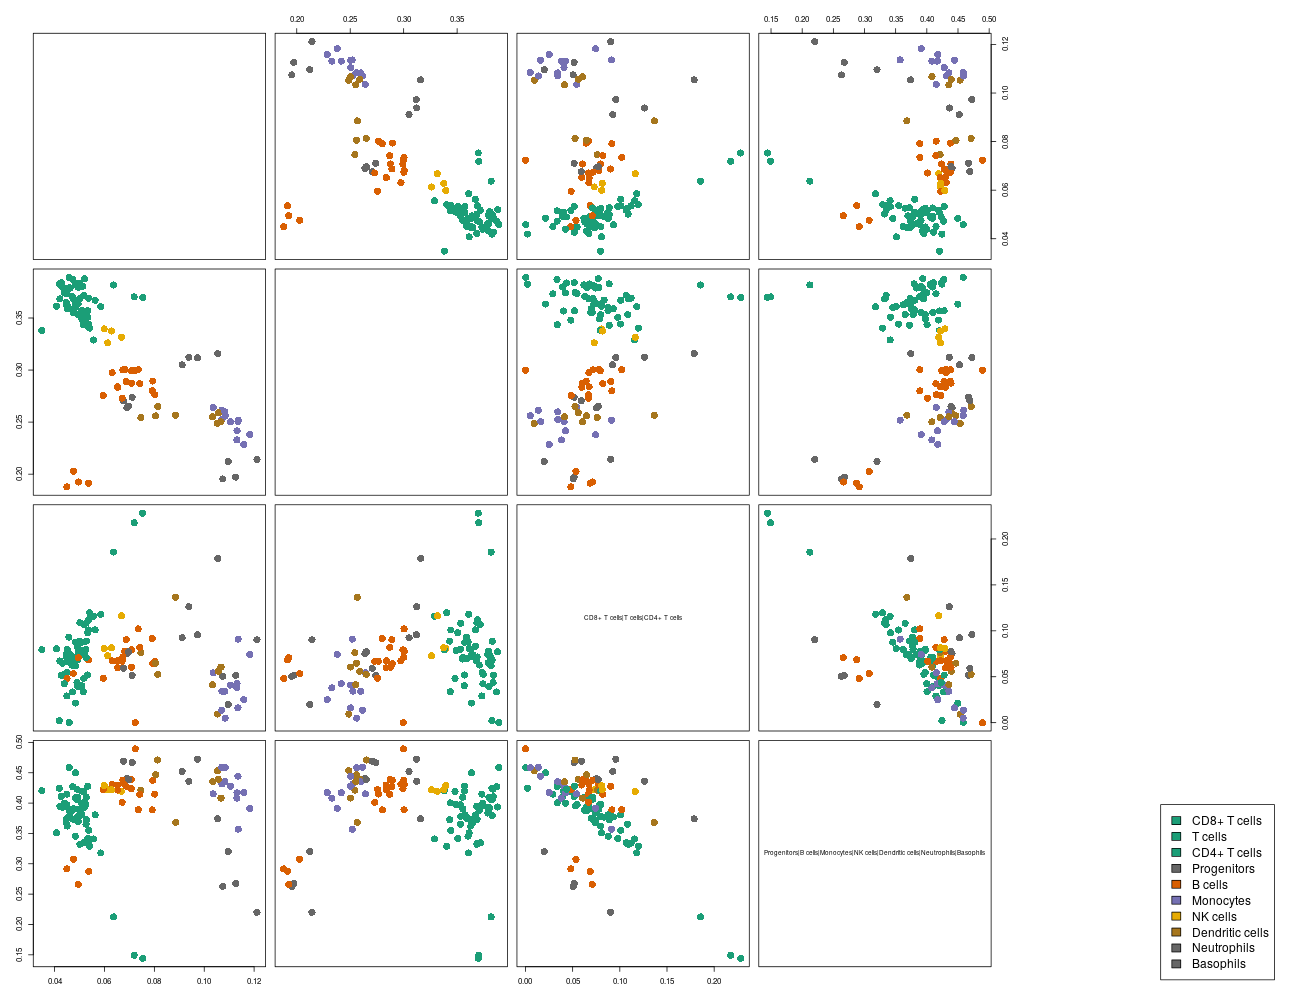 0.20 0.25 0.30 0.35
0.15 0.20 0.25 0.30 0.35 0.40 0.45 0.50
0.04 0.06 0.08 0.10 0.12
0.20 0.25 0.30 0.35
CD8+ T cells|T cells|CD4+ T cells
0.00 0.05 0.10 0.15 0.20
0.15 0.20 0.25 0.30 0.35 0.40 0.45 0.50
Progenitors|B cells|Monocytes|NK cells|Dendritic cells|Neutrophils|Basophils
0.04 0.06 0.08 0.10 0.12
0.00 0.05 0.10 0.20
CD8+ T cells
T cells
CD4+ T cells
Progenitors
B cells
Monocytes
NK cells
Dendritic cells
Neutrophils
Basophils